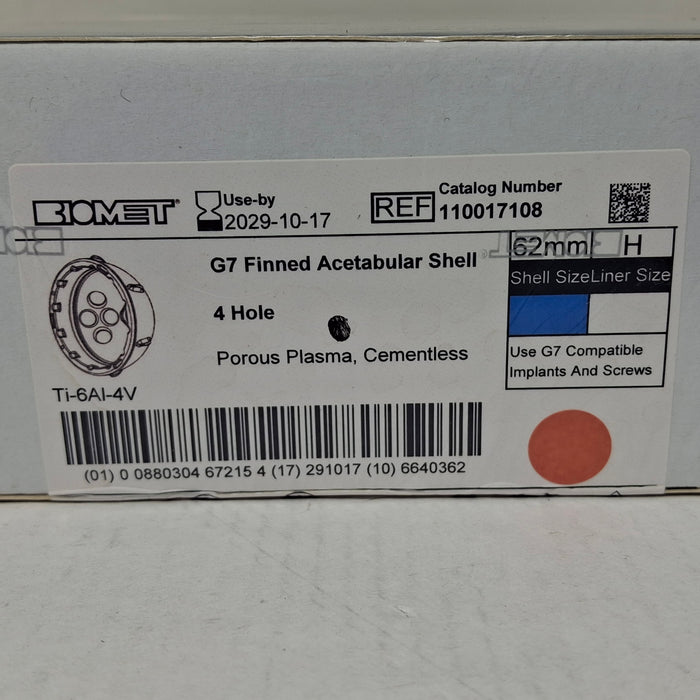 BIOMET®
Use-by
2029-10-17
REF
Catalog Number
110017108
G7 Finned Acetabular Shell
4 Hole
Porous Plasma, Cementless
62mm H
Shell Size Liner Size
Use G7 Compatible
Implants And Screws
Ti-6Al-4V
(01) 0 0880304 67215 4 (17) 291017 (10) 6640362